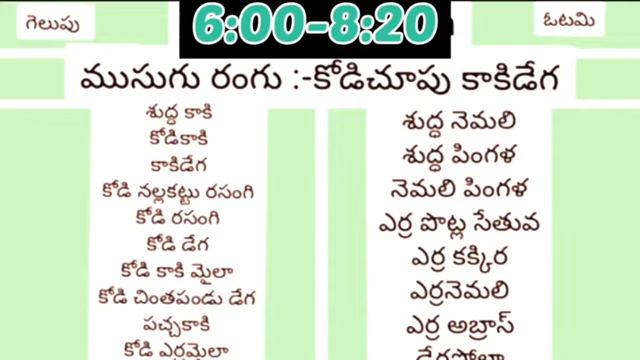 గెలుపు
6:00-8:20
ఓటమి
ముసుగు రంగు :-కోడిచూపు కాకిడేగ
శుద్ధ కాకి
కోడికాకి
కాకిడేగ
కోడి నల్లకట్టు రసంగి
కోడి రసంగి
కోడి డేగ
కోడి కాకి మైలా
కోడి చింతపండు డేగ
పచ్చకాకి
కోడి ఎర్రమైలా
శుద్ధ నెమలి
శుద్ధ పింగళ
నెమలి పింగళ
ఎర్ర పొట్ల సేతువ
ఎర్ర కక్కిర
ఎర్రనెమలి
ఎర్ర అబ్రాస్